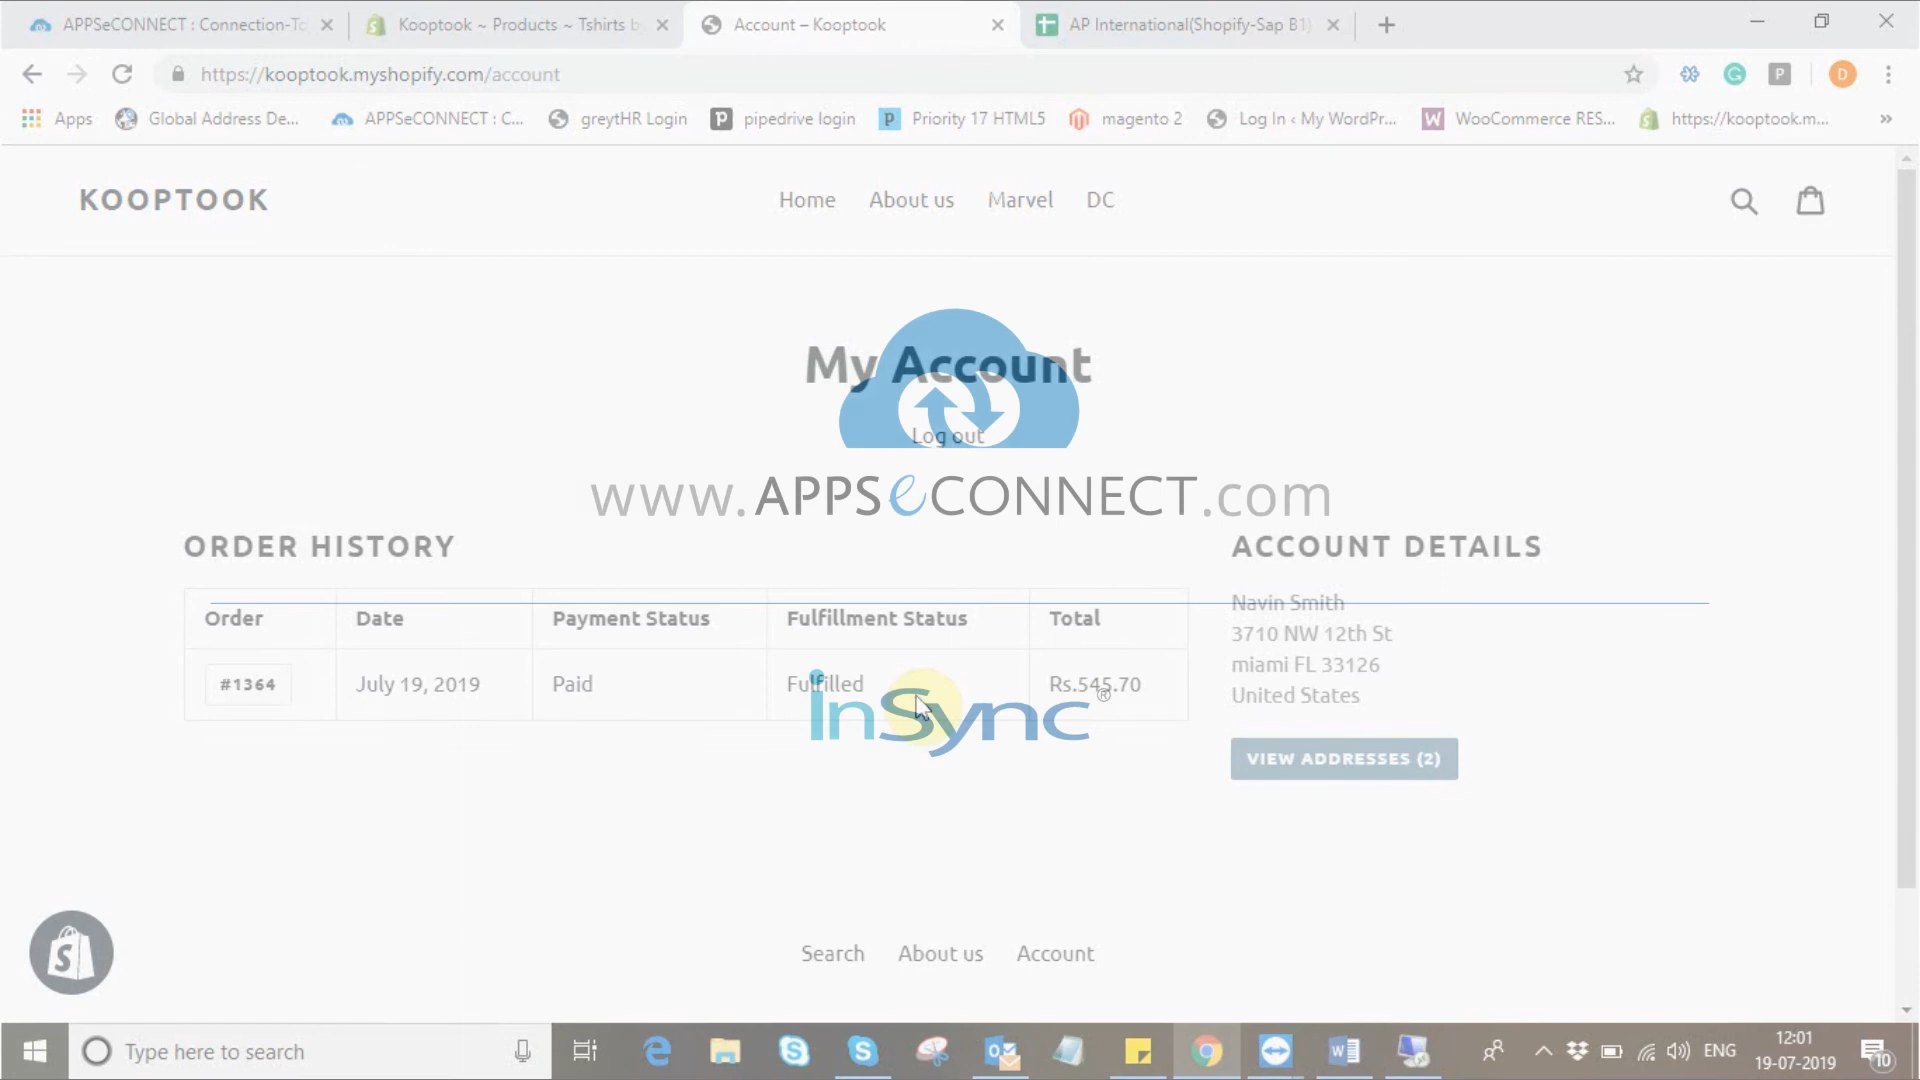 APPSeCONNECT : Connection-To
Kooptook ~ Products ~ Tshirts b
Account – Kooptook
AP International(Shopify-Sap B1)
https://kooptook.myshopify.com/account
P
D
Apps
Global Address De...
APPSeCONNECT : C...
greytHR Login
pipedrive login
Priority 17 HTML5
magento 2
Log In ‹ My WordPr...
WooCommerce RES...
https://kooptook.m...
»
KOOPTOOK
Home
About us
Marvel
DC
My Account
Log out
www.APPSeCONNECT.com
ORDER HISTORY
ACCOUNT DETAILS
Order Date Payment Status Fulfillment Status Total
#1364 July 19, 2019 Paid Fulfilled Rs.545.70
Navin Smith
3710 NW 12th St
miami FL 33126
United States
inSync®
VIEW ADDRESSES (2)
Search
About us
Account
Type here to search
ENG
12:01
19-07-2019
10